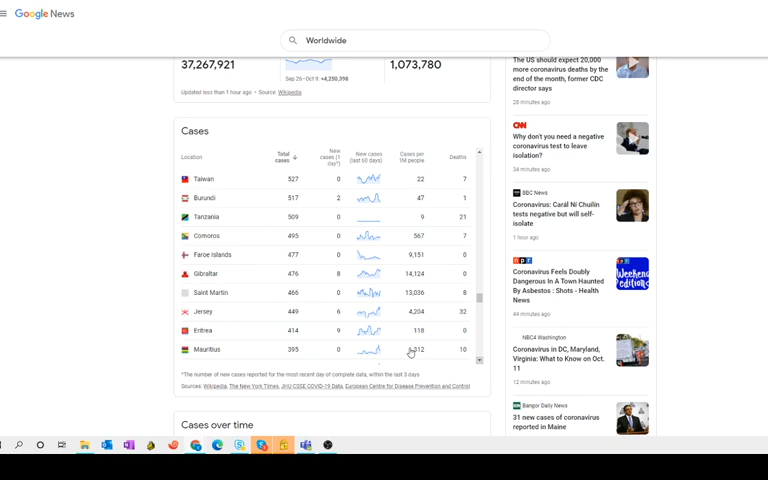 Google News
Worldwide
37,267,921
1,073,780
Sep 26–Oct 9: +4,250,398
Updated less than 1 hour ago • Source: Wikipedia
Cases
Location
Total cases
New cases (1 day*)
New cases (last 60 days)
Cases per 1M people
Deaths
Taiwan 527 0 22 7
Burundi 517 2 47 1
Tanzania 509 0 9 21
Comoros 495 0 567 7
Faroe Islands 477 0 9,151 0
Gibraltar 476 8 14,124 0
Saint Martin 466 0 13,036 8
Jersey 449 6 4,204 32
Eritrea 414 9 118 0
Mauritius 395 0 312 10
*The number of new cases reported for the most recent day of complete data, within the last 3 days
Sources: Wikipedia, The New York Times, JHU CSSE COVID-19 Data, European Centre for Disease Prevention and Control
Cases over time
The US should expect 20,000
more coronavirus deaths by the
end of the month, former CDC
director says
28 minutes ago
CNN
Why don't you need a negative
coronavirus test to leave
isolation?
34 minutes ago
BBC News
Coronavirus: Carál Ní Chuilín
tests negative but will self-
isolate
1 hour ago
npr
Coronavirus Feels Doubly
Dangerous In A Town Haunted
By Asbestos : Shots - Health
News
44 minutes ago
Weekend
edition
NBC4 Washington
Coronavirus in DC, Maryland,
Virginia: What to Know on Oct.
11
12 minutes ago
Bangor Daily News
31 new cases of coronavirus
reported in Maine